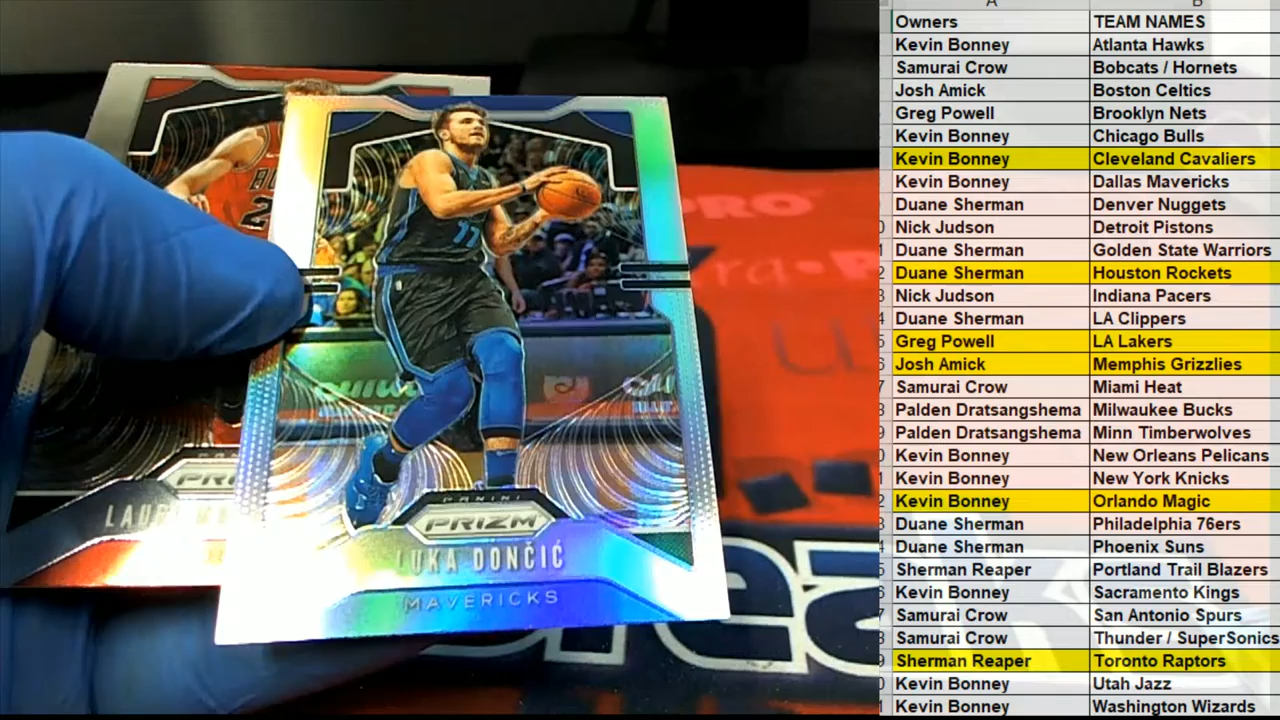 A B
Owners TEAM NAMES
Kevin Bonney Atlanta Hawks
Samurai Crow Bobcats / Hornets
Josh Amick Boston Celtics
Greg Powell Brooklyn Nets
Kevin Bonney Chicago Bulls
Kevin Bonney Cleveland Cavaliers
Kevin Bonney Dallas Mavericks
Duane Sherman Denver Nuggets
Nick Judson Detroit Pistons
Duane Sherman Golden State Warriors
Duane Sherman Houston Rockets
Nick Judson Indiana Pacers
Duane Sherman LA Clippers
Greg Powell LA Lakers
Josh Amick Memphis Grizzlies
Samurai Crow Miami Heat
Palden Dratsangshema Milwaukee Bucks
Palden Dratsangshema Minn Timberwolves
Kevin Bonney New Orleans Pelicans
Kevin Bonney New York Knicks
Kevin Bonney Orlando Magic
Duane Sherman Philadelphia 76ers
Duane Sherman Phoenix Suns
Sherman Reaper Portland Trail Blazers
Kevin Bonney Sacramento Kings
Samurai Crow San Antonio Spurs
Samurai Crow Thunder / SuperSonics
Sherman Reaper Toronto Raptors
Kevin Bonney Utah Jazz
Kevin Bonney Washington Wizards
PRO
77
PANINI
PRIZM
LUKA DONČIĆ
MAVERICKS